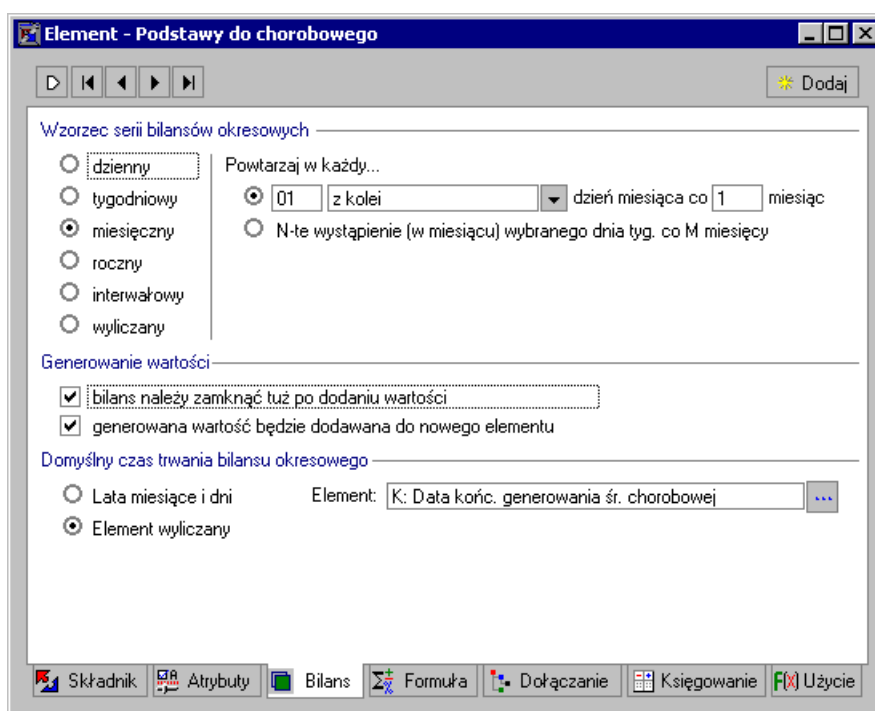 Element - Podstawy do chorobowego
Dodaj
Wzorzec serii bilansów okresowych
dzienny
Powtarzaj w każdy...
tygodniowy
01 z kolei dzień miesiąca co 1 miesiąc
miesięczny
N-te wystąpienie (w miesiącu) wybranego dnia tyg. co M miesięcy
roczny
interwałowy
wyliczany
Generowanie wartości
bilans należy zamknąć tuż po dodaniu wartości
generowana wartość będzie dodawana do nowego elementu
Domyślny czas trwania bilansu okresowego
Lata miesiące i dni Element: K: Data końc. generowania śr. chorobowej ...
Element wyliczany
Składnik Atrybuty Bilans Formuła Dołączanie Księgowanie F(X) Użycie